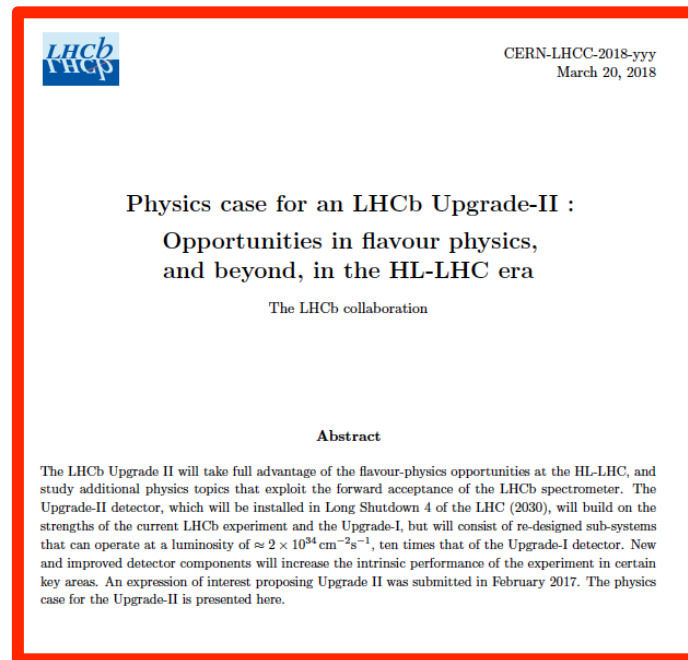 LHCb
LHCb
CERN-LHCC-2018-yyy
March 20, 2018
Physics case for an LHCb Upgrade-II :
Opportunities in flavour physics,
and beyond, in the HL-LHC era
The LHCb collaboration
Abstract
The LHCb Upgrade II will take full advantage of the flavour-physics opportunities at the HL-LHC, and
study additional physics topics that exploit the forward acceptance of the LHCb spectrometer. The
Upgrade-II detector, which will be installed in Long Shutdown 4 of the LHC (2030), will build on the
strengths of the current LHCb experiment and the Upgrade-I, but will consist of re-designed sub-systems
that can operate at a luminosity of ≈ 2 × 10³⁴ cm⁻²s⁻¹, ten times that of the Upgrade-I detector. New
and improved detector components will increase the intrinsic performance of the experiment in certain
key areas. An expression of interest proposing Upgrade II was submitted in February 2017. The physics
case for the Upgrade-II is presented here.